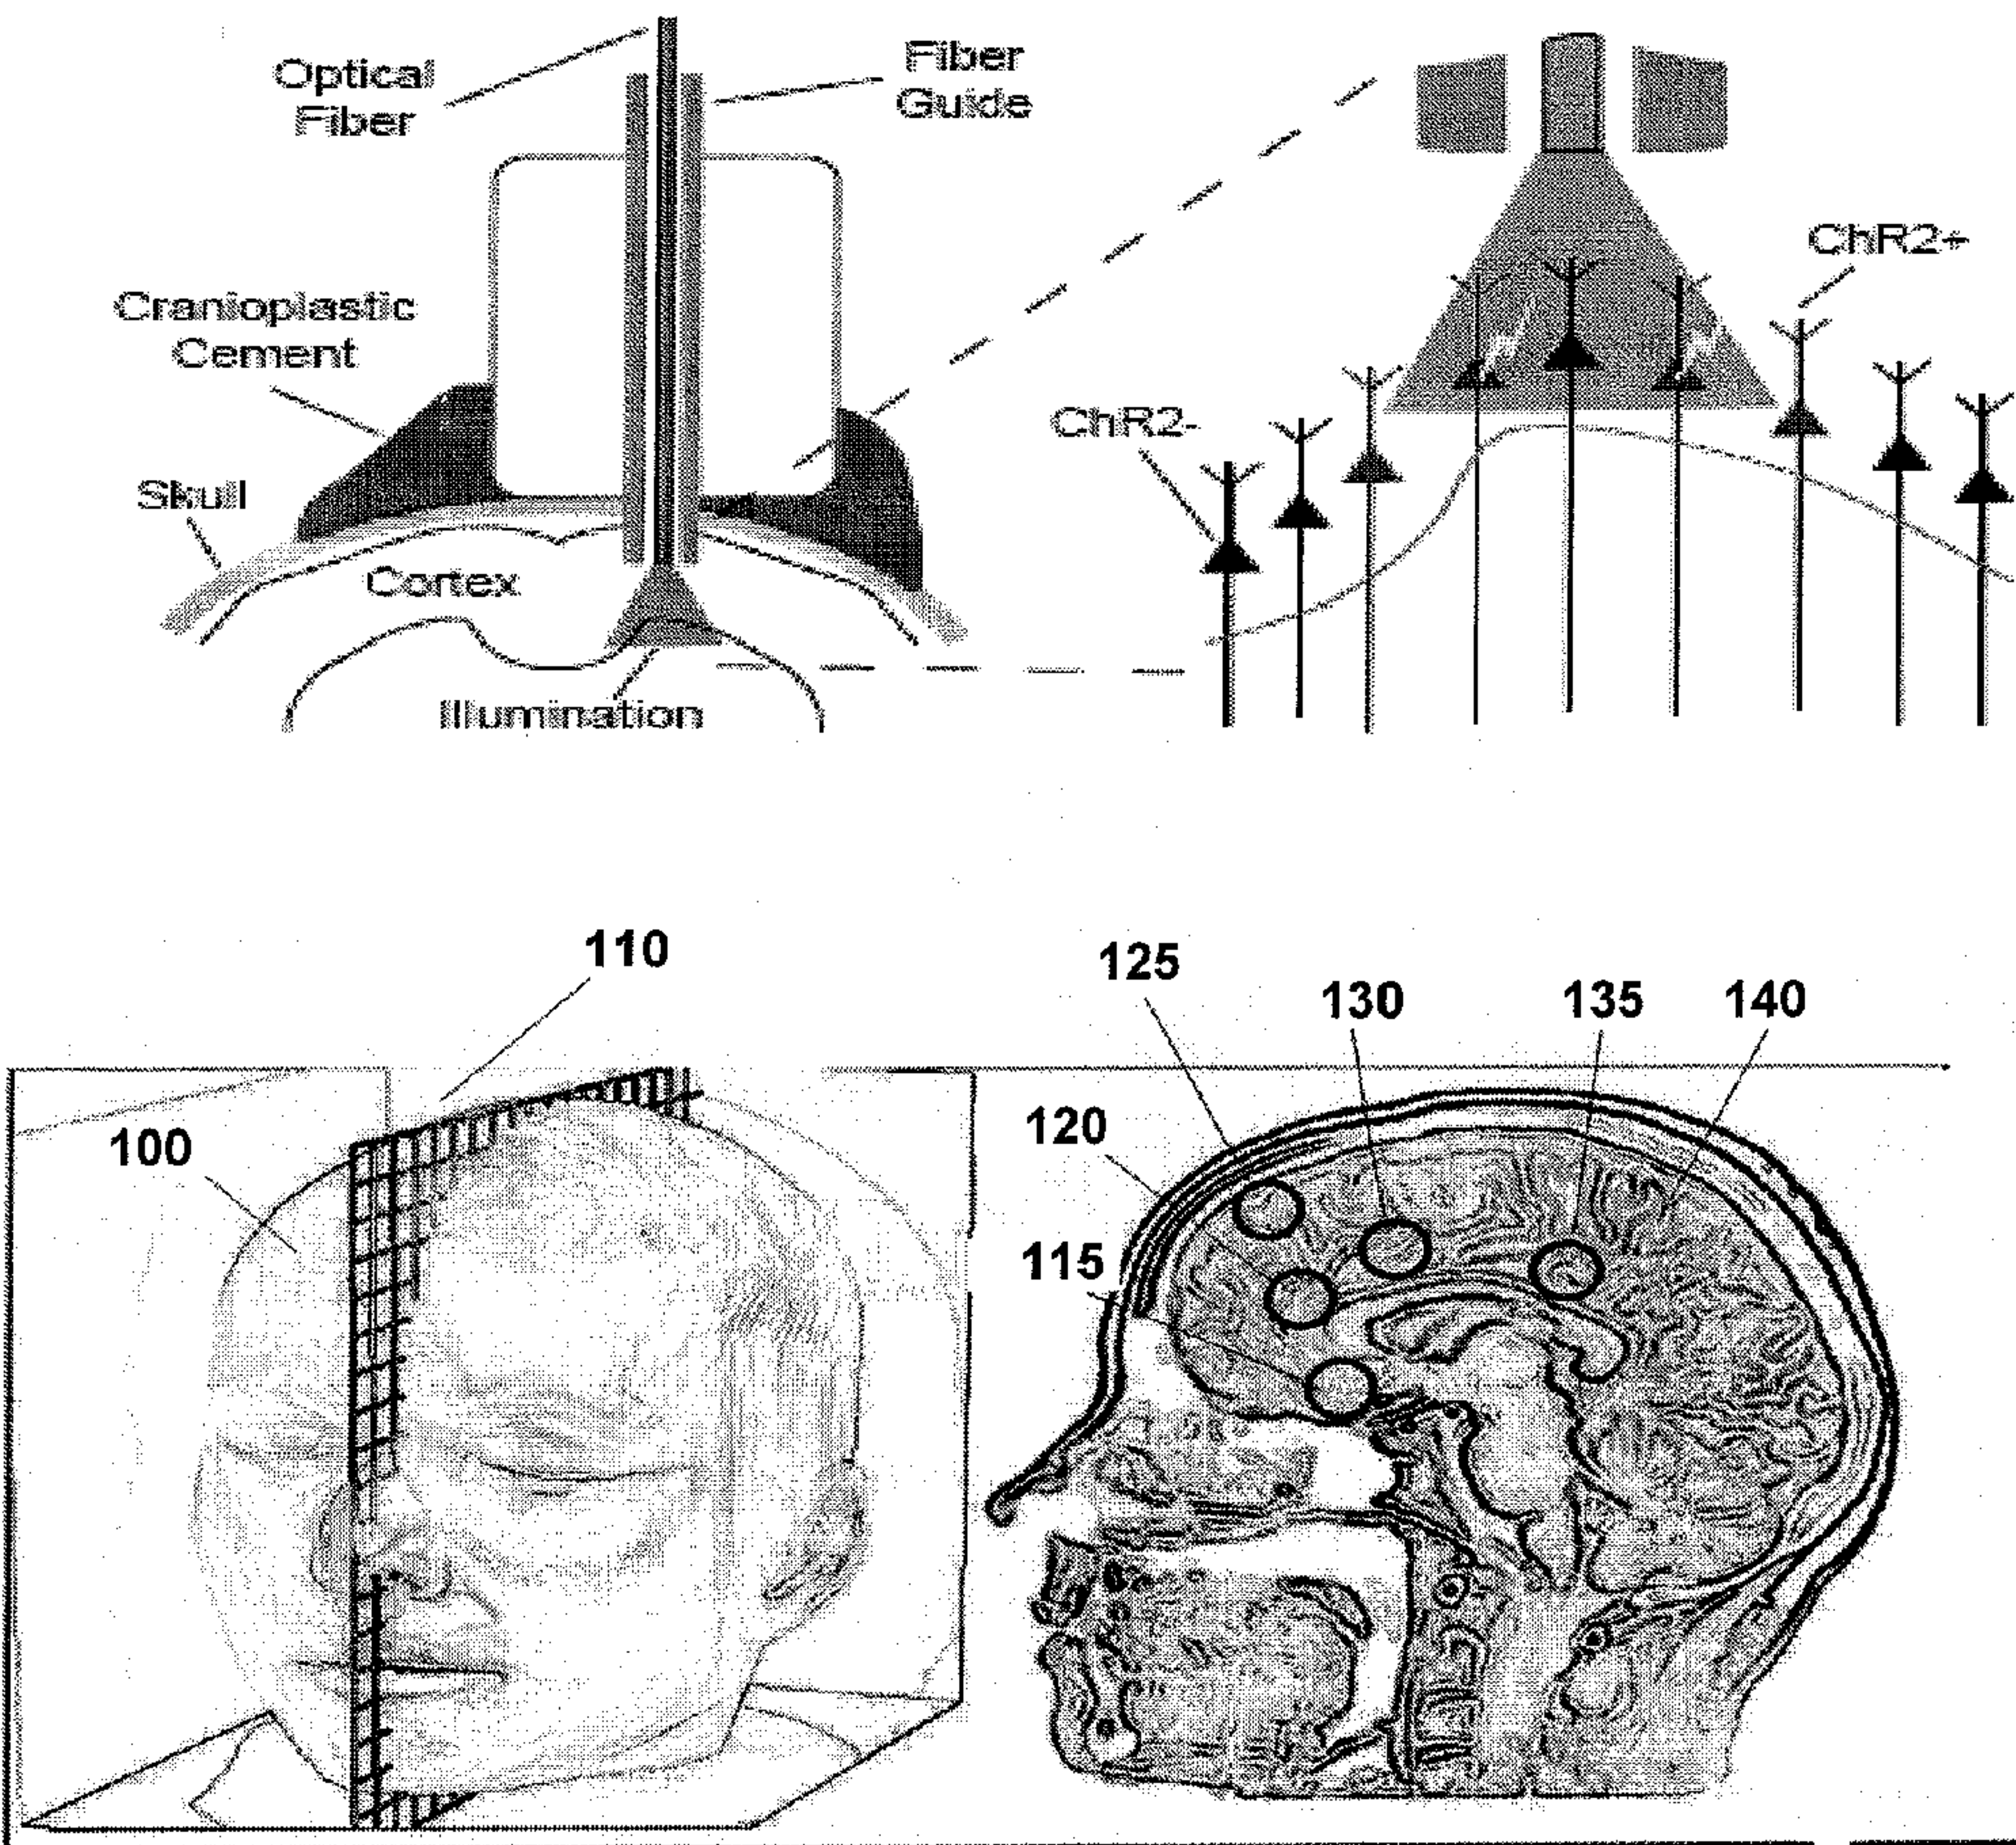 Optical
Fiber
Fiber
Guide
Cranioplastic
Cement
Skull
Cortex
Illumination
ChR2+
ChR2-
110
100
125
130
135
140
120
115